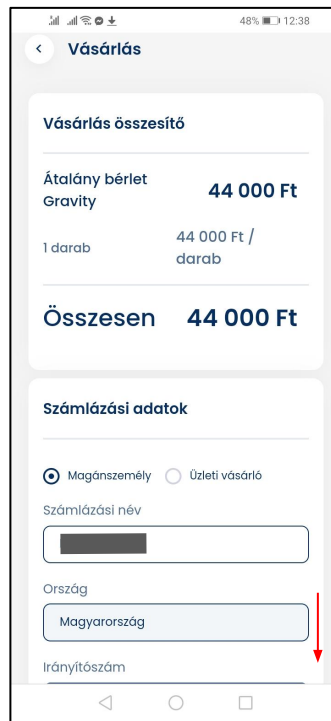 48% 12:38
Vásárlás
Vásárlás összesítő
Átalány bérlet
Gravity
44 000 Ft
1 darab
44 000 Ft /
darab
Összesen 44 000 Ft
Számlázási adatok
Magánszemély Üzleti vásárló
Számlázási név
Ország
Magyarország
Irányítószám